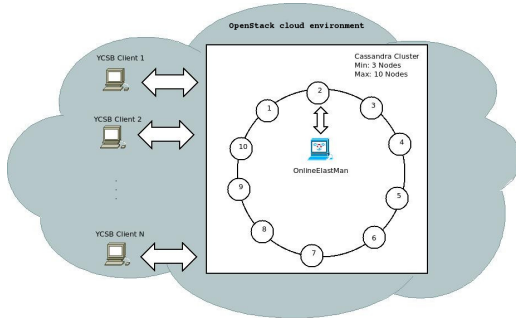 OpenStack cloud environment
YCSB Client 1
Cassandra Cluster
Min: 3 Nodes
Max: 10 Nodes
2
1
3
YCSB Client 2
4
10
OnlineElastMan
9
5
YCSB Client N
8
6
7